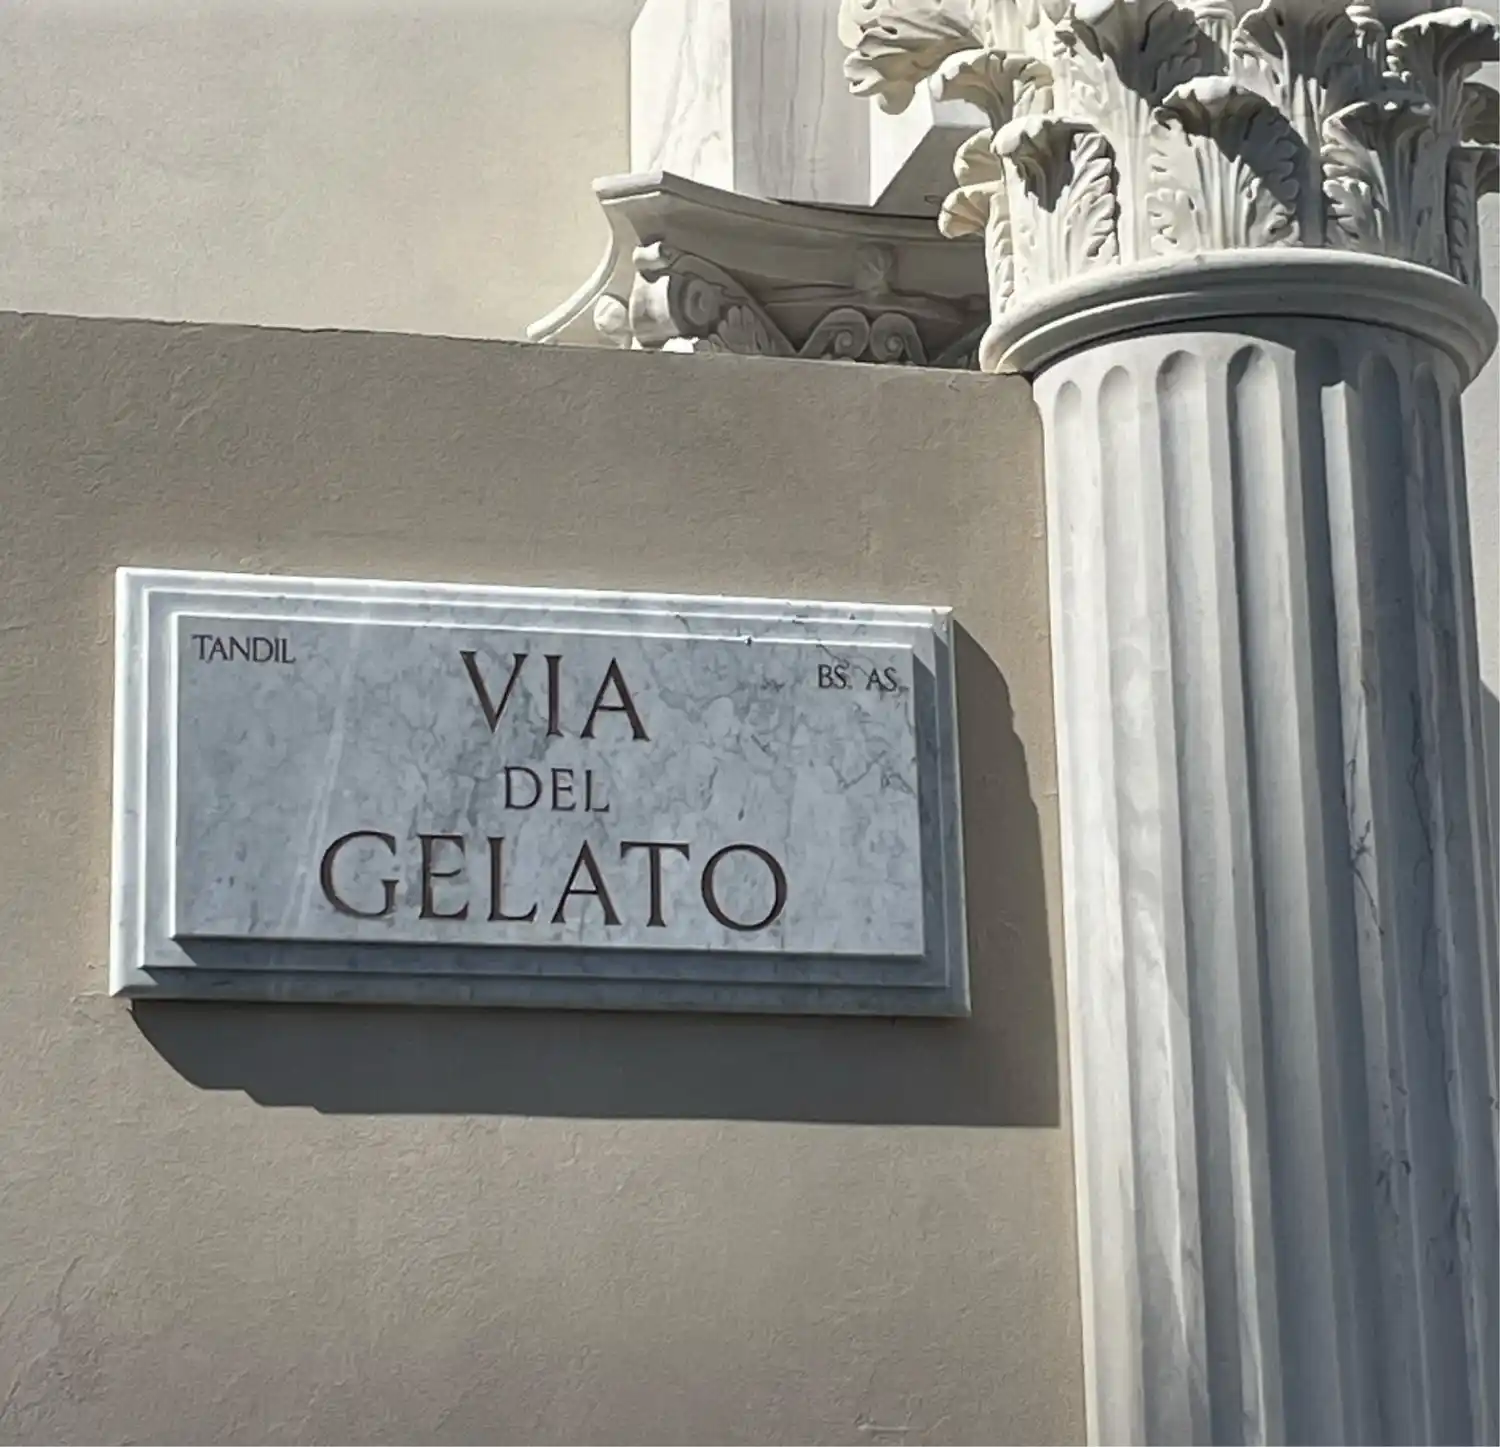 TANDIL
BS. AS.
VIA
DEL
GELATO